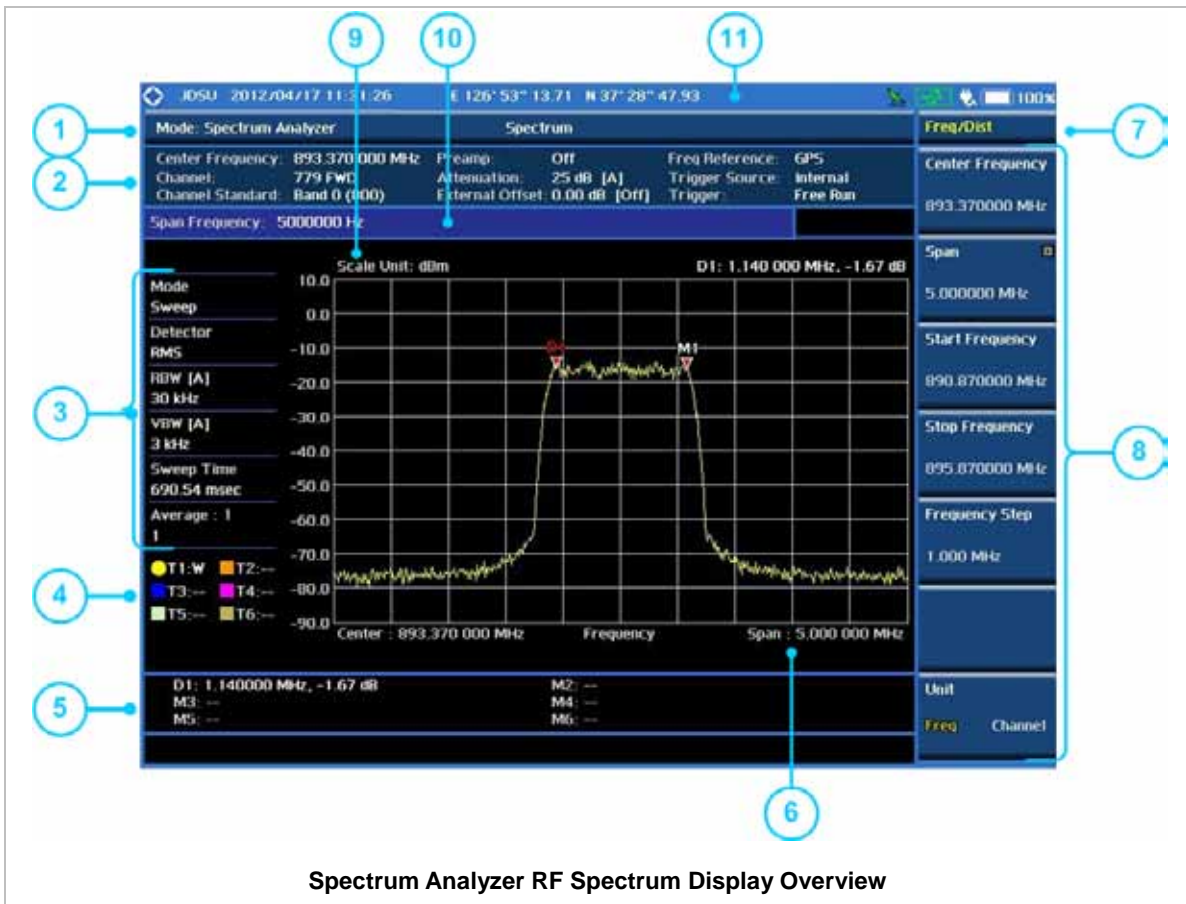 9 10 11
JDSU 2012/04/17 11:31:26 E 126° 53" 13.71 N 37° 28" 47.93 100%
1 Mode: Spectrum Analyzer Spectrum Freq/Dist 7
2
Center Frequency: 893.370 000 MHz Preamp: Off Freq Reference: GPS
Channel: 779 FWD Attenuation: 25 dB [A] Trigger Source: Internal
Channel Standard: Band 0 (800) External Offset: 0.00 dB [Off] Trigger: Free Run
Span Frequency: 5000000 Hz
Scale Unit: dBm D1: 1.140 000 MHz, -1.67 dB
3
Mode
Sweep
Detector
RMS
RBW [A]
30 kHz
VBW [A]
3 kHz
Sweep Time
690.54 msec
Average : 1
1
10.0
0.0
-10.0
-20.0
-30.0
-40.0
-50.0
-60.0
-70.0
-80.0
-90.0
M1
4
T1:W T2:--
T3:-- T4:--
T5:-- T6:--
Center : 893.370 000 MHz Frequency Span : 5.000 000 MHz
5
D1: 1.140000 MHz, -1.67 dB M2: --
M3: -- M4: --
M5: -- M6: --
6
Center Frequency
893.370000 MHz
Span
5.000000 MHz
Start Frequency
890.870000 MHz
Stop Frequency
895.870000 MHz
Frequency Step
1.000 MHz
Unit
Freq Channel
8
Spectrum Analyzer RF Spectrum Display Overview